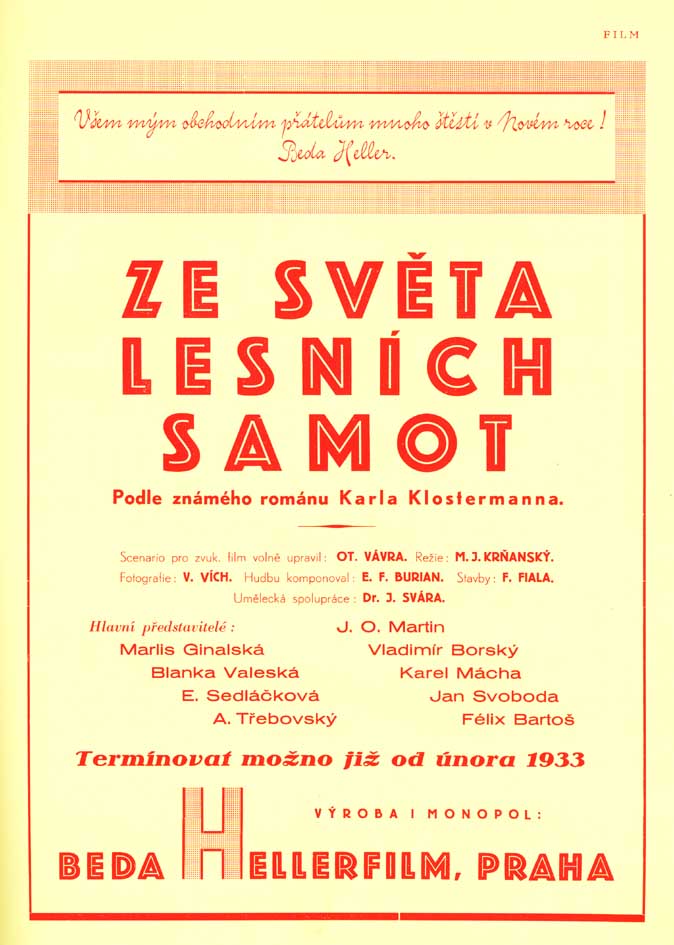 FILM
Všem mým obchodním přátelům mnoho štěstí v Novém roce!
Beda Heller.
ZE SVĚTA
LESNÍCH
SAMOT
Podle známého románu Karla Klostermanna.
Scenario pro zvuk. film volně upravil: OT. VÁVRA. Režie: M. J. KRŇANSKÝ.
Fotografie: V. VÍCH. Hudbu komponoval: E. F. BURIAN. Stavby: F. FIALA.
Umělecká spolupráce: Dr. J. SVÁRA.
Hlavní představitelé: J. O. Martin
Marlis Ginalská Vladimír Borský
Blanka Valeská Karel Mácha
E. Sedláčková Jan Svoboda
A. Třebovský Félix Bartoš
Termínovat možno již od února 1933
VÝROBA I MONOPOL:
BEDA HELLERFILM, PRAHA